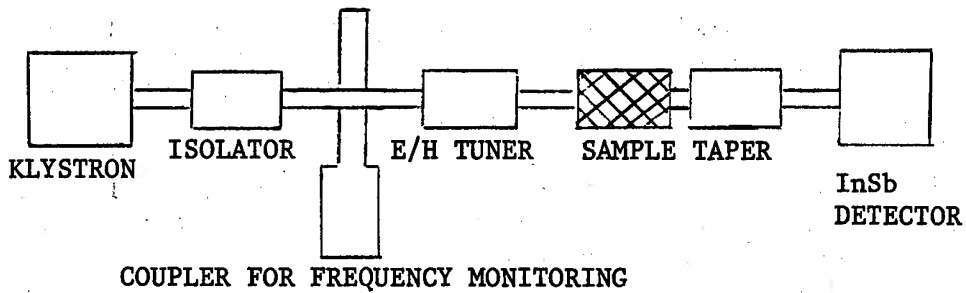 KLYSTRON
ISOLATOR
E/H TUNER
SAMPLE TAPER
InSb
DETECTOR
COUPLER FOR FREQUENCY MONITORING